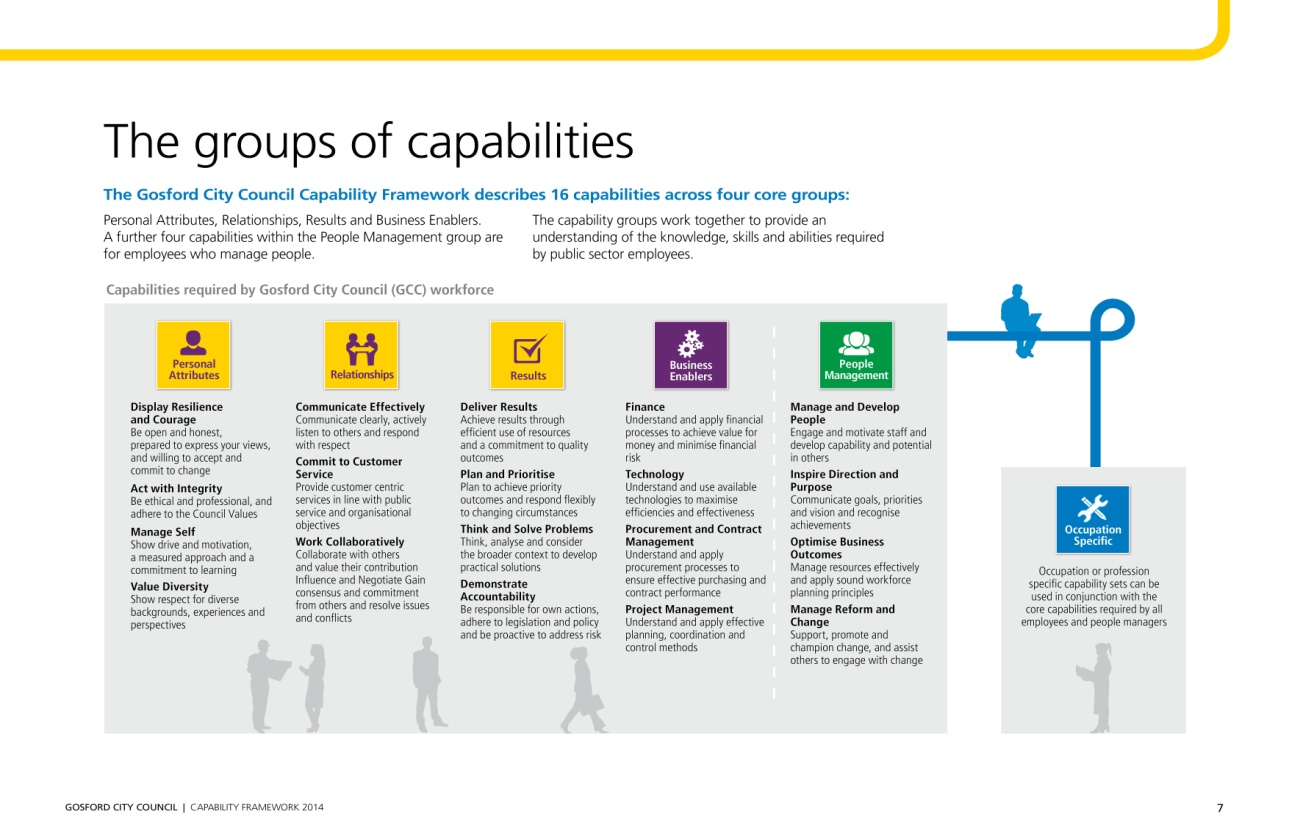 The groups of capabilities
The Gosford City Council Capability Framework describes 16 capabilities across four core groups:
Personal Attributes, Relationships, Results and Business Enablers.
A further four capabilities within the People Management group are
for employees who manage people.
The capability groups work together to provide an
understanding of the knowledge, skills and abilities required
by public sector employees.
Capabilities required by Gosford City Council (GCC) workforce
Personal
Attributes
Display Resilience
and Courage
Be open and honest,
prepared to express your views,
and willing to accept and
commit to change
Act with Integrity
Be ethical and professional, and
adhere to the Council Values
Manage Self
Show drive and motivation,
a measured approach and a
commitment to learning
Value Diversity
Show respect for diverse
backgrounds, experiences and
perspectives
Relationships
Communicate Effectively
Communicate clearly, actively
listen to others and respond
with respect
Commit to Customer
Service
Provide customer centric
services in line with public
service and organisational
objectives
Work Collaboratively
Collaborate with others
and value their contribution
Influence and Negotiate Gain
consensus and commitment
from others and resolve issues
and conflicts
Results
Deliver Results
Achieve results through
efficient use of resources
and a commitment to quality
outcomes
Plan and Prioritise
Plan to achieve priority
outcomes and respond flexibly
to changing circumstances
Think and Solve Problems
Think, analyse and consider
the broader context to develop
practical solutions
Demonstrate
Accountability
Be responsible for own actions,
adhere to legislation and policy
and be proactive to address risk
Business
Enablers
Finance
Understand and apply financial
processes to achieve value for
money and minimise financial
risk
Technology
Understand and use available
technologies to maximise
efficiencies and effectiveness
Procurement and Contract
Management
Understand and apply
procurement processes to
ensure effective purchasing and
contract performance
Project Management
Understand and apply effective
planning, coordination and
control methods
People
Management
Manage and Develop
People
Engage and motivate staff and
develop capability and potential
in others
Inspire Direction and
Purpose
Communicate goals, priorities
and vision and recognise
achievements
Optimise Business
Outcomes
Manage resources effectively
and apply sound workforce
planning principles
Manage Reform and
Change
Support, promote and
champion change, and assist
others to engage with change
Occupation
Specific
Occupation or profession
specific capability sets can be
used in conjunction with the
core capabilities required by all
employees and people managers
GOSFORD CITY COUNCIL | CAPABILITY FRAMEWORK 2014
7